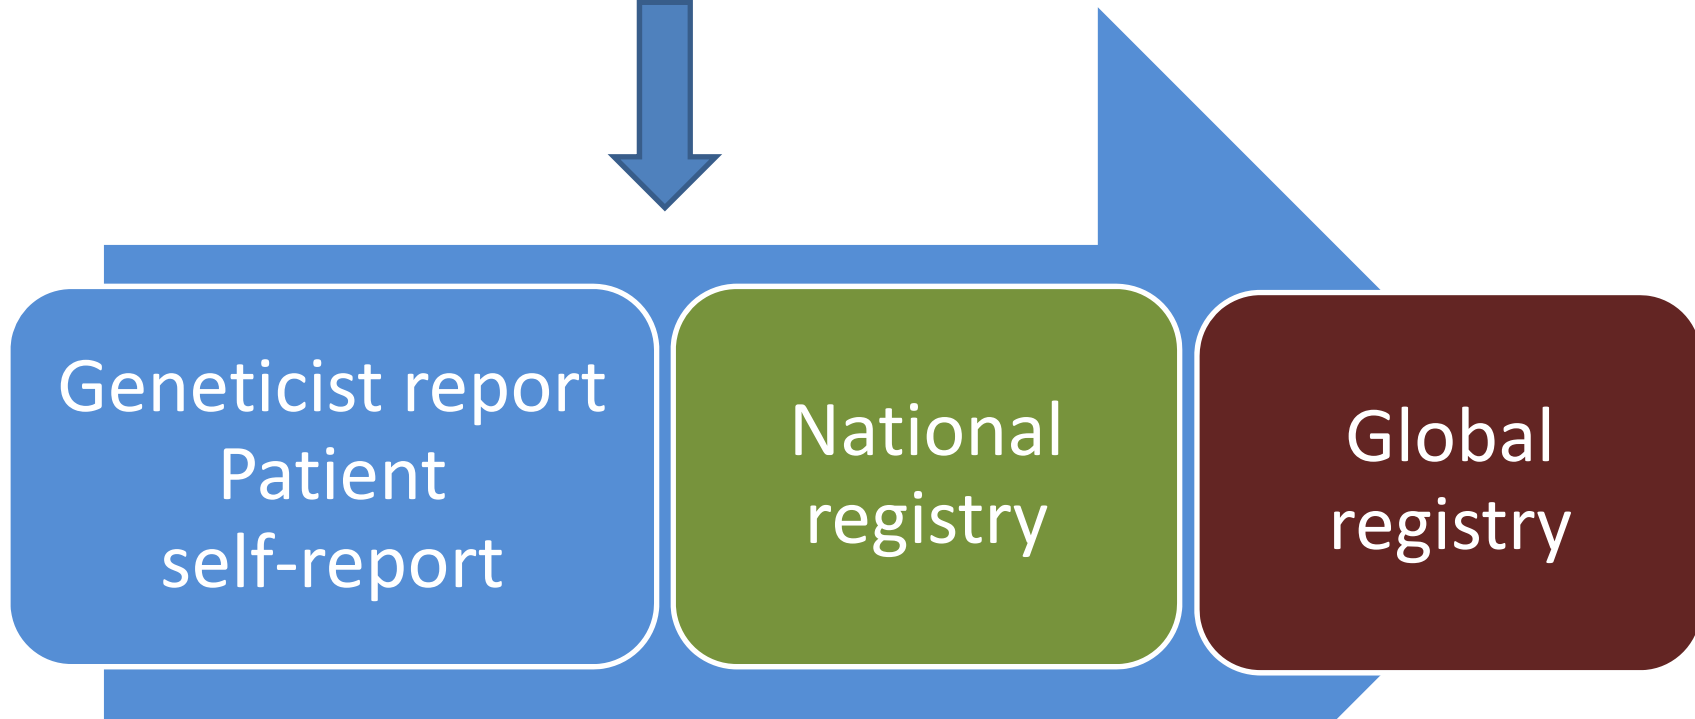 Geneticist report
Patient
self-report
National
registry
Global
registry